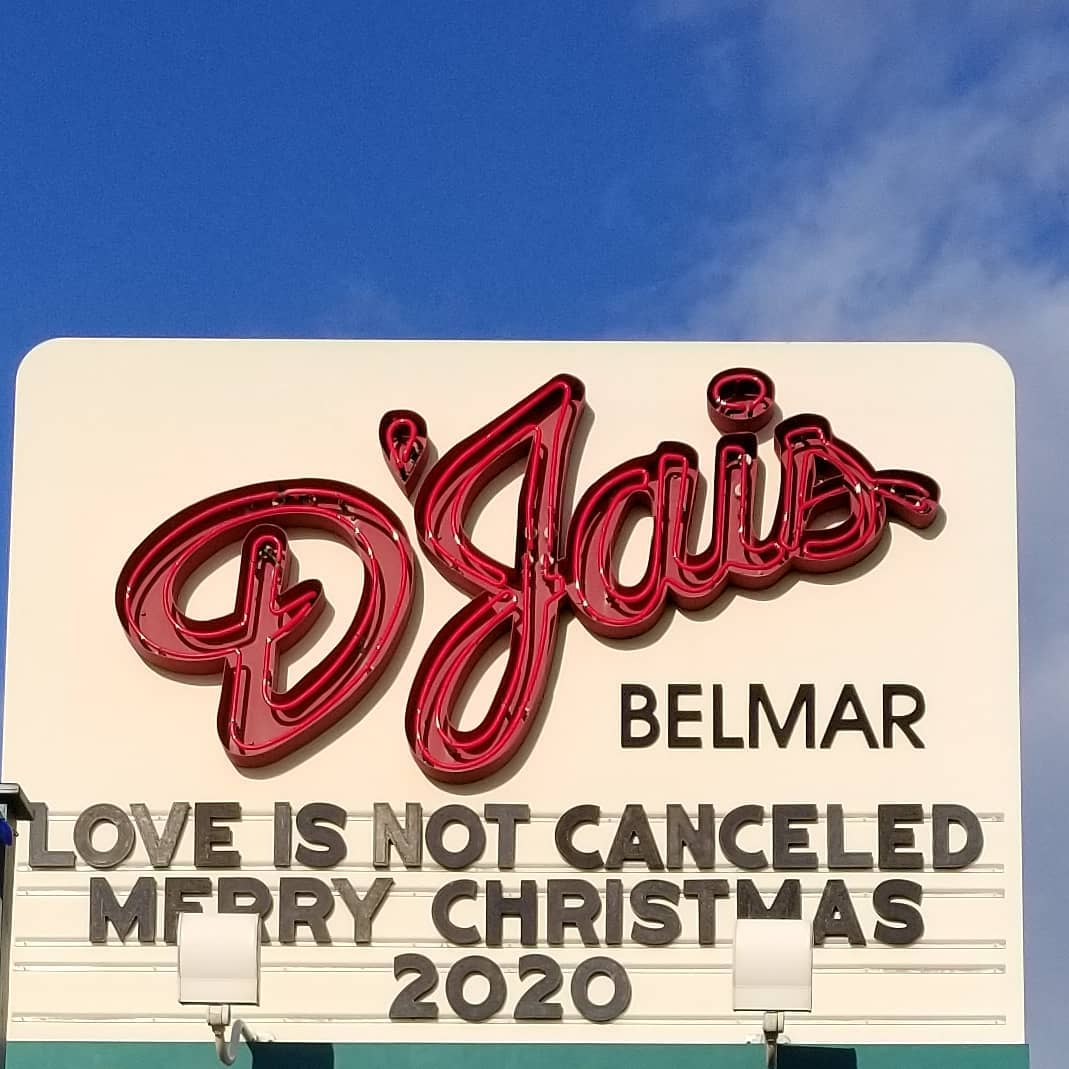 D'Jais
BELMAR
LOVE IS NOT CANCELED
MERRY CHRISTMAS
2020